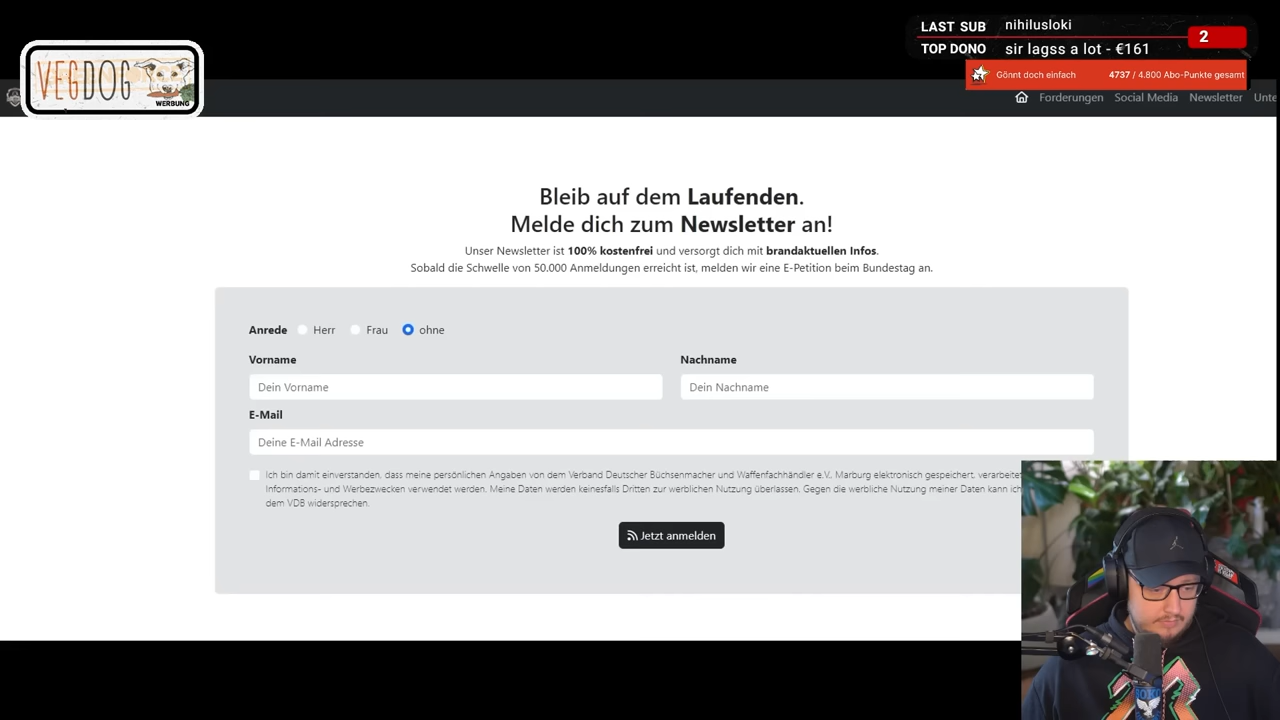 VEGDOG
WERBUNG
LAST SUB nihilusloki
TOP DONO sir lagss a lot - €161
2
Gönnt doch einfach 4737 / 4.800 Abo-Punkte gesamt
Forderungen Social Media Newsletter Unte
Bleib auf dem Laufenden.
Melde dich zum Newsletter an!
Unser Newsletter ist 100% kostenfrei und versorgt dich mit brandaktuellen Infos.
Sobald die Schwelle von 50.000 Anmeldungen erreicht ist, melden wir eine E-Petition beim Bundestag an.
Anrede Herr Frau ohne
Vorname Nachname
Dein Vorname Dein Nachname
E-Mail
Deine E-Mail Adresse
Ich bin damit einverstanden, dass meine persönlichen Angaben von dem Verband Deutscher Büchsenmacher und Waffenfachhändler e.V. Marburg elektronisch gespeichert, verarbeitet
Informations- und Werbezwecken verwendet werden. Meine Daten werden keinesfalls Dritten zur werblichen Nutzung überlassen. Gegen die werbliche Nutzung meiner Daten kann ich
dem VDB widersprechen.
Jetzt anmelden